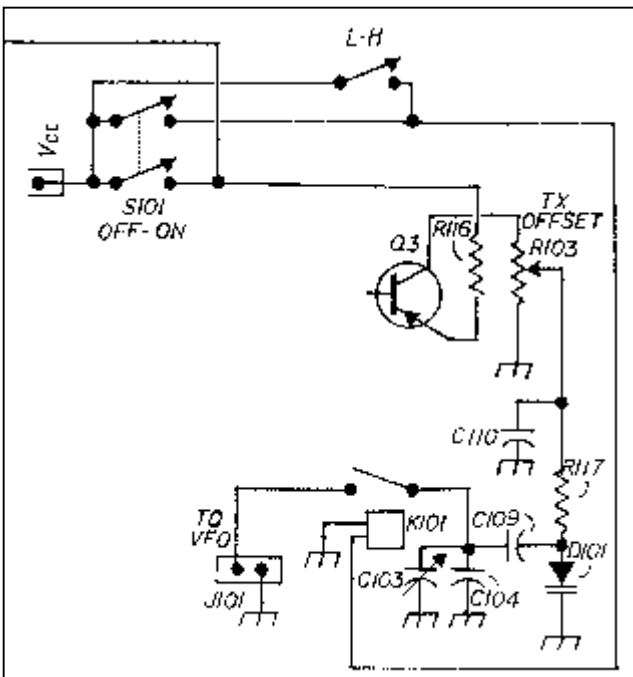 L-H
Vcc
S101
OFF-ON
TX
OFFSET
R116
R103
Q3
C110
R117
TO
VFO
K101
C109
D101
C103
C104
J101